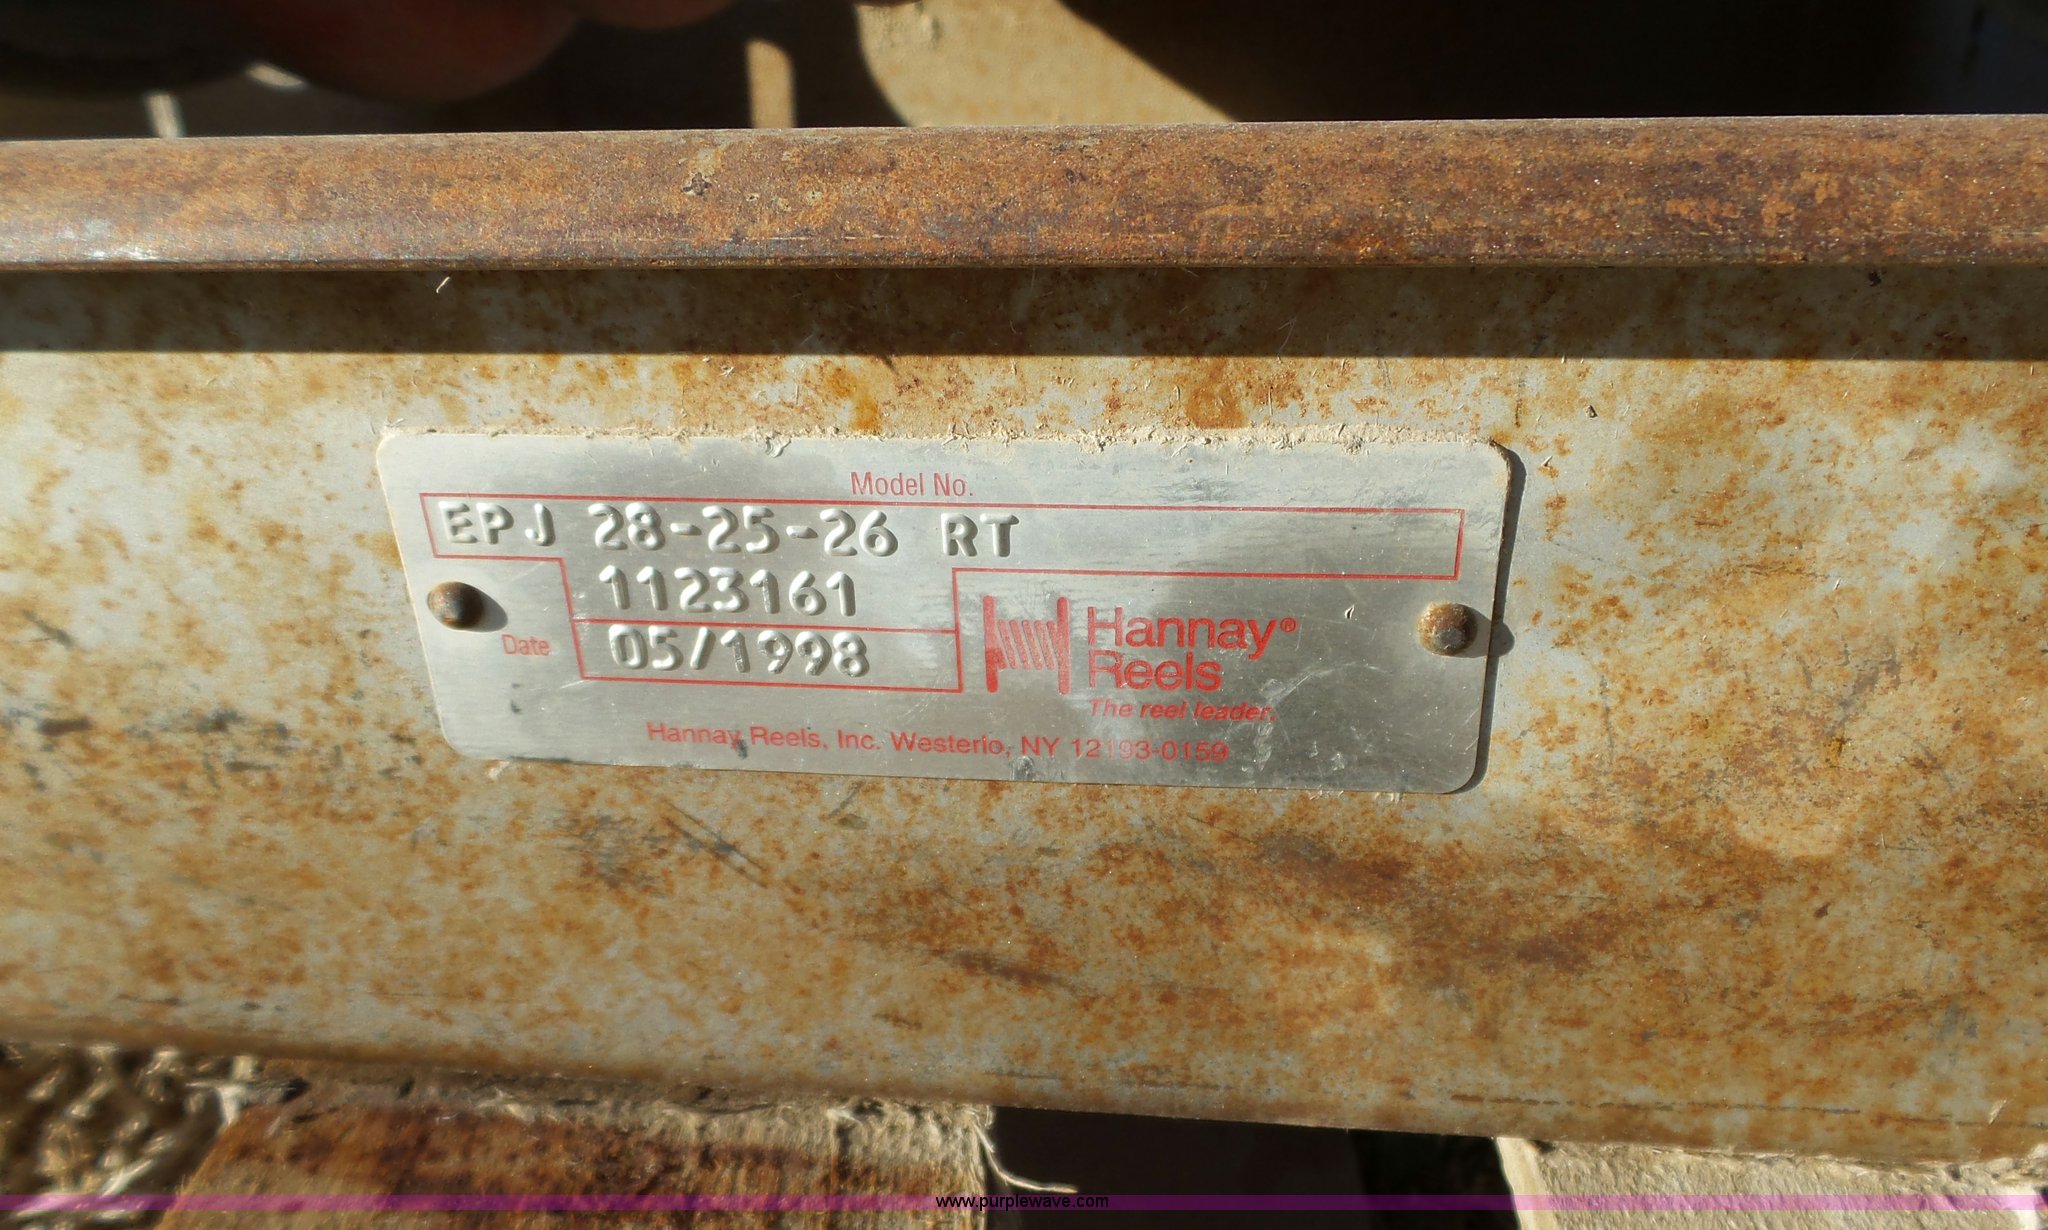 Model No.
EPJ 28-25-26 RT
1123161
Date 05/1998
Hannay®
Reels
The reel leader.
Hannay Reels, Inc. Westerlo, NY 12193-0159
www.purplewave.com